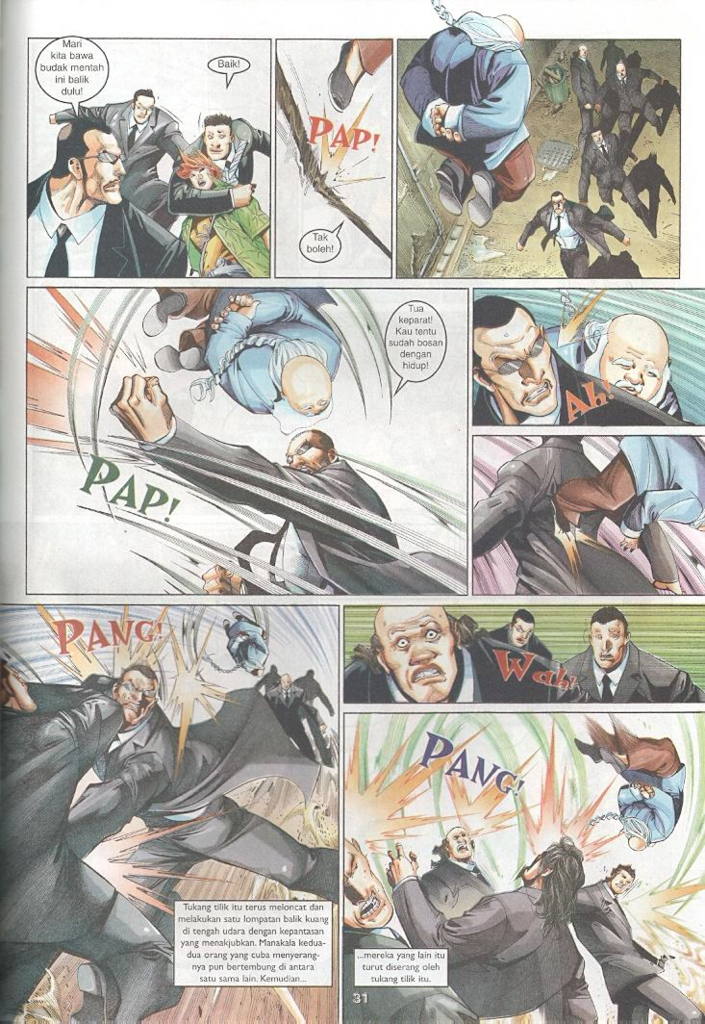 Mari
kita bawa
budak mentah
ini balik
dulu!
Baik!
PAP!
Tak
boleh!
Tua
keparat!
Kau tentu
sudah bosan
dengan
hidup!
PAP!
Ah!
PANG!
Wah!
PANG!
Tukang tilik itu terus meloncat dan
melakukan satu lompatan balik kuang
di tengah udara dengan kepantasan
yang menakjubkan. Manakala kedua-
dua orang yang cuba menyerang-
nya pun bertembung di antara
satu sama lain. Kemudian...
...mereka yang lain itu
turut diserang oleh
tukang tilik itu.
31